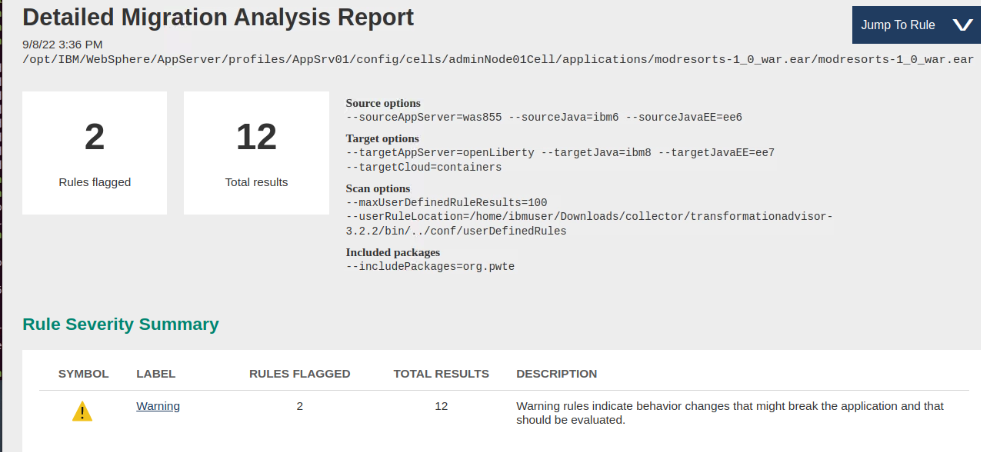 Detailed Migration Analysis Report
Jump To Rule
9/8/22 3:36 PM
/opt/IBM/WebSphere/AppServer/profiles/AppSrv01/config/cells/adminNode01Cell/applications/modresorts-1_0_war.ear/modresorts-1_0_war.ear
2
Rules flagged
12
Total results
Source options
--sourceAppServer=was855 --sourceJava=ibm6 --sourceJavaEE=ee6
Target options
--targetAppServer=openLiberty --targetJava=ibm8 --targetJavaEE=ee7
--targetCloud=containers
Scan options
--maxUserDefinedRuleResults=100
--userRuleLocation=/home/ibmuser/Downloads/collector/transformationadvisor-
3.2.2/bin/../conf/userDefinedRules
Included packages
--includePackages=org.pwte
Rule Severity Summary
SYMBOL LABEL RULES FLAGGED TOTAL RESULTS DESCRIPTION
Warning 2 12 Warning rules indicate behavior changes that might break the application and that
should be evaluated.